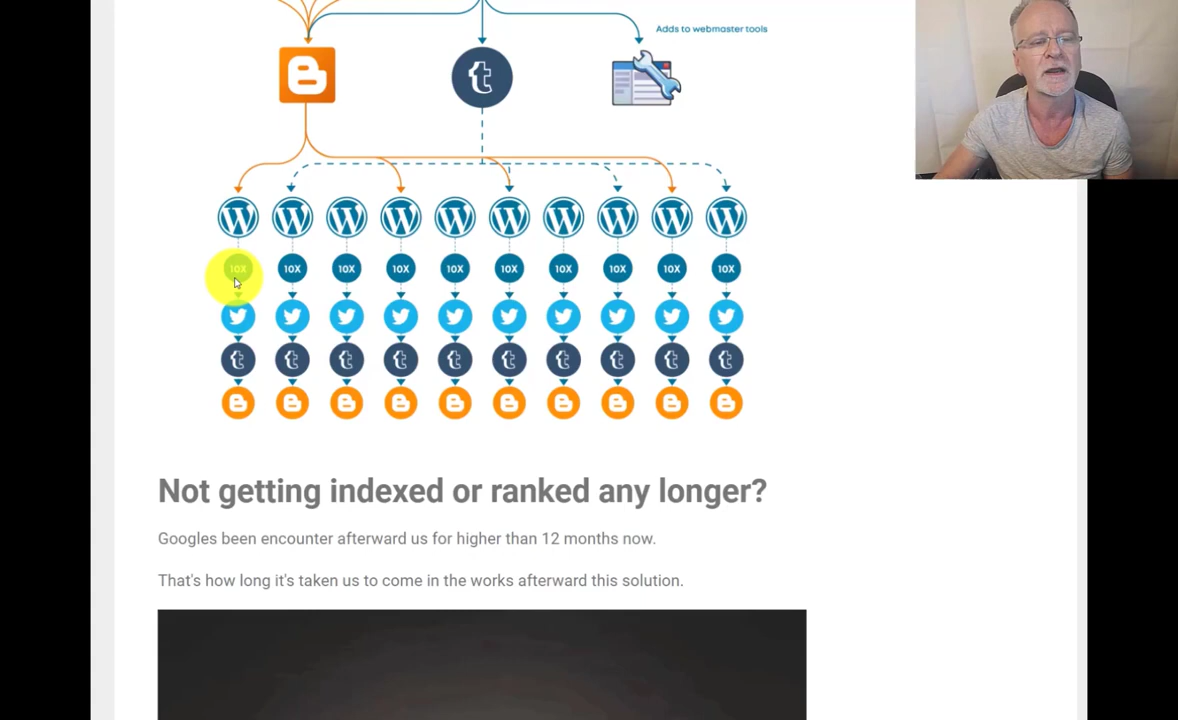 Adds to webmaster tools
10X 10X 10X 10X 10X 10X 10X 10X 10X 10X
Not getting indexed or ranked any longer?
Googles been encounter afterward us for higher than 12 months now.
That's how long it's taken us to come in the works afterward this solution.